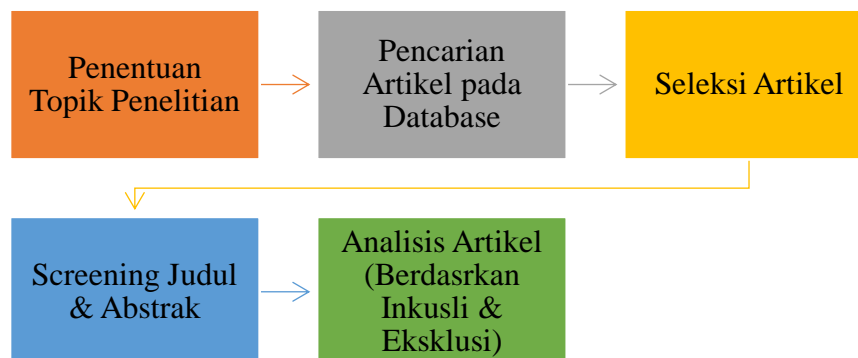 Penentuan
Topik Penelitian
Pencarian
Artikel pada
Database
Seleksi Artikel
Screening Judul
& Abstrak
Analisis Artikel
(Berdasrkan
Inkusli &
Eksklusi)